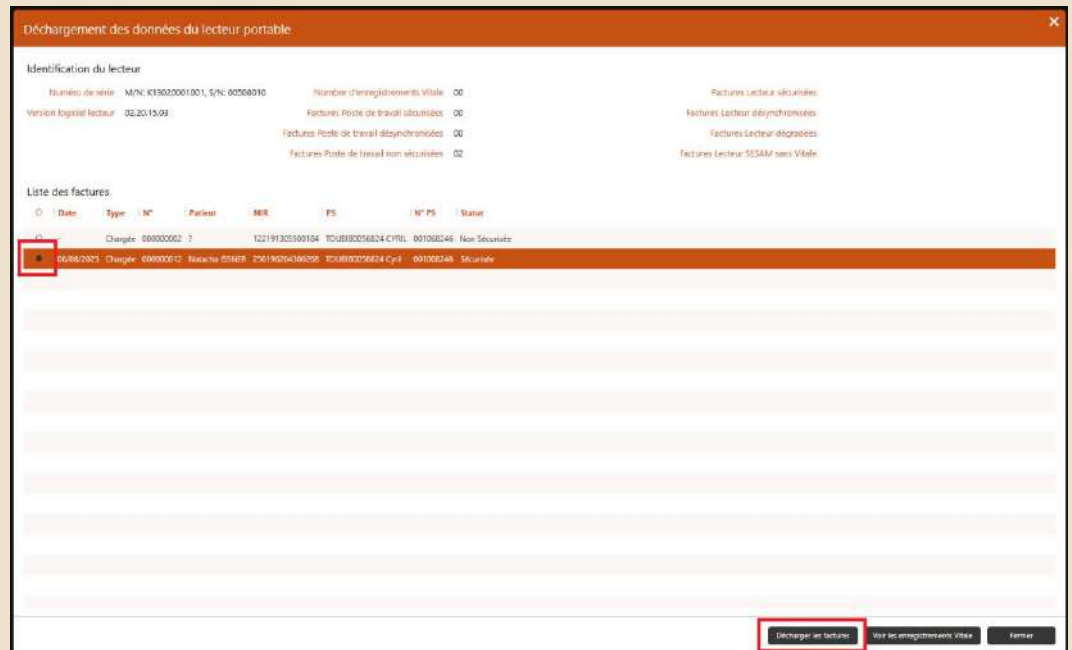 Déchargement des données du lecteur portable
Identification du lecteur
Numéro de série M/N: K13020001001, S/N: 00508010 Nombre d'enregistrements Vitale 00 Factures Lecteur sécurisées
Version logiciel lecteur 02.20.15.03 Factures Poste de travail sécurisées 00 Factures Lecteur désynchronisées
Factures Poste de travail désynchronisées 00 Factures Lecteur dégradées
Factures Poste de travail non sécurisées 02 Factures Lecteur SESAM sans Vitale
Liste des factures
Date Type N° Patient NIR PS N° PS Statut
- Chargée 000000002 ? 122191305500184 TOUBIB0056824 CYRIL 001068246 Non Sécurisée
06/08/2025 Chargée 000000012 Natacha ISSNER TOUBIB0056824 Cyril 001068246 Sécurisée
Décharger les factures Voir les enregistrements Vitale Fermer